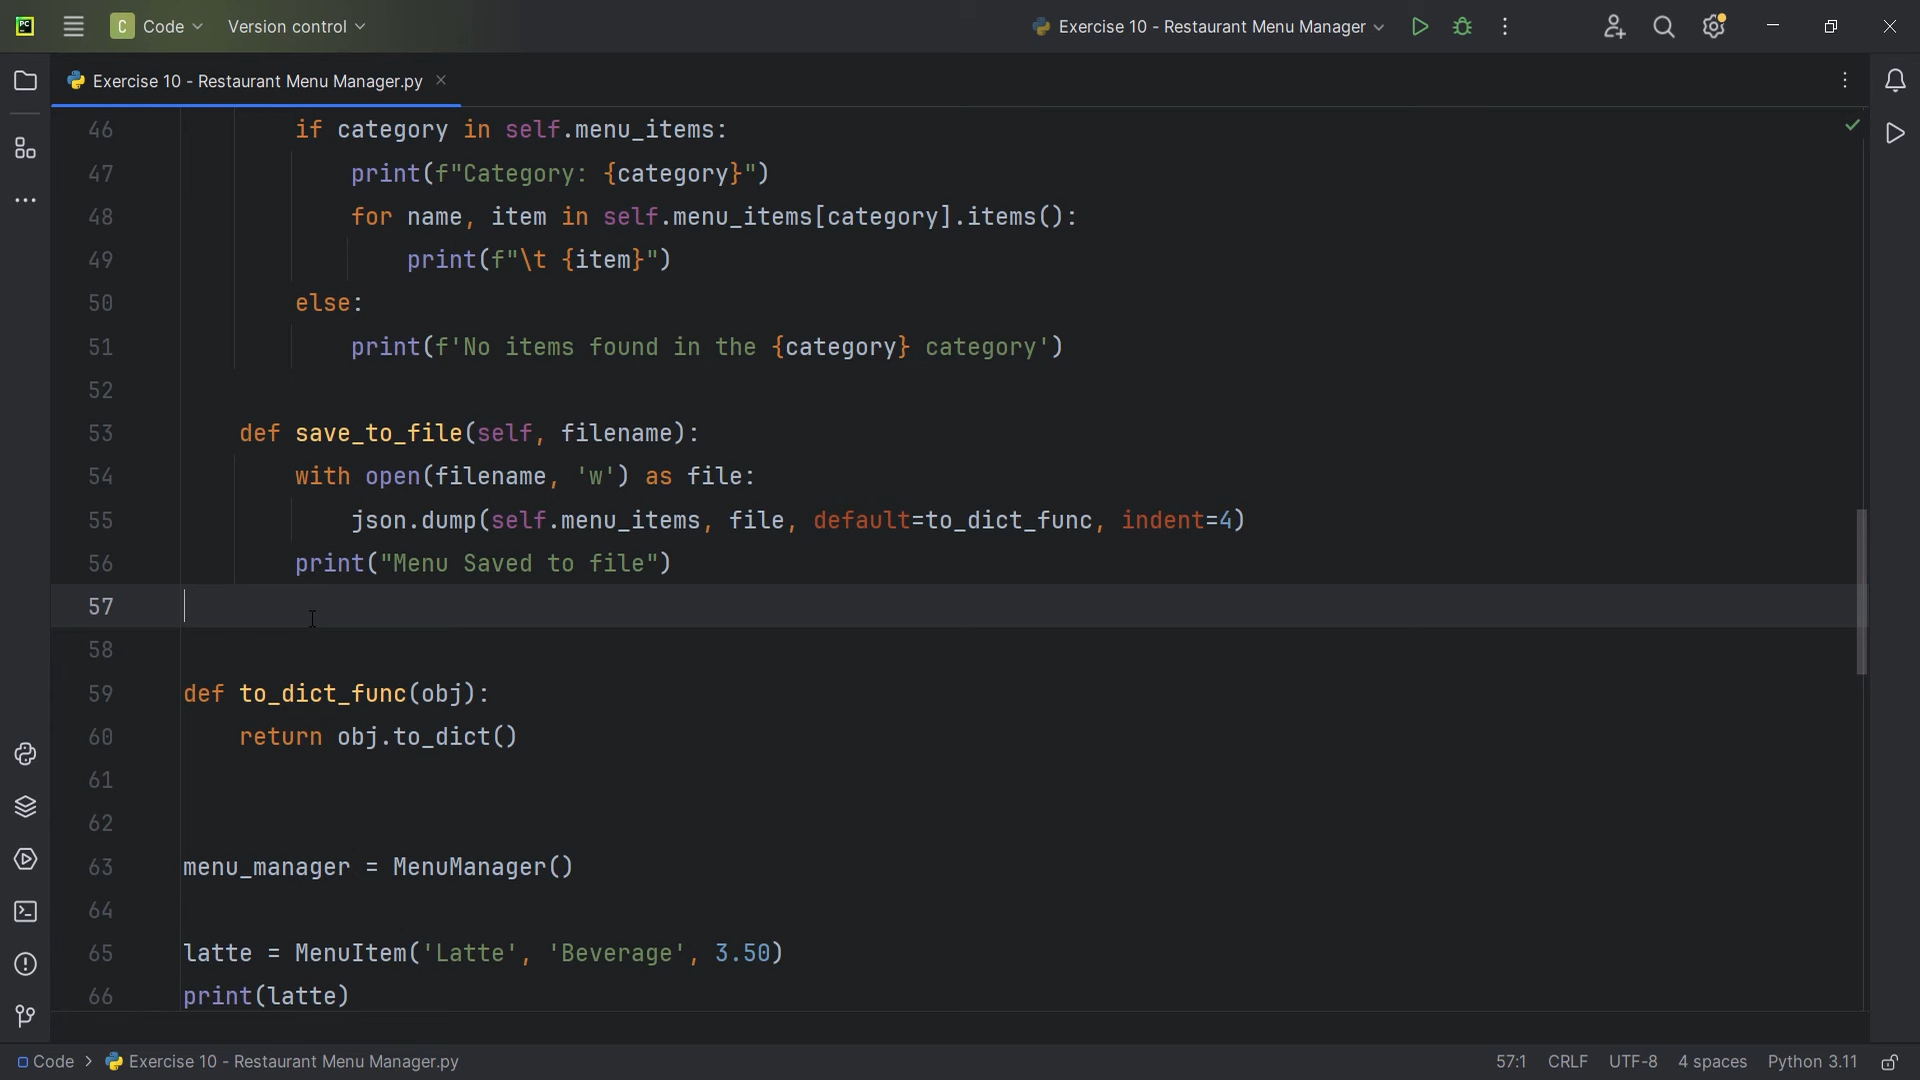 PC C Code Version control Exercise 10 - Restaurant Menu Manager
Exercise 10 - Restaurant Menu Manager.py
46 if category in self.menu_items:
47 print(f"Category: {category}")
48 for name, item in self.menu_items[category].items():
49 print(f"\t {item}")
50 else:
51 print(f'No items found in the {category} category')
52
53 def save_to_file(self, filename):
54 with open(filename, 'w') as file:
55 json.dump(self.menu_items, file, default=to_dict_func, indent=4)
56 print("Menu Saved to file")
57
58
59 def to_dict_func(obj):
60 return obj.to_dict()
61
62
63 menu_manager = MenuManager()
64
65 latte = MenuItem('Latte', 'Beverage', 3.50)
66 print(latte)
Code Exercise 10 - Restaurant Menu Manager.py 57:1 CRLF UTF-8 4 spaces Python 3.11